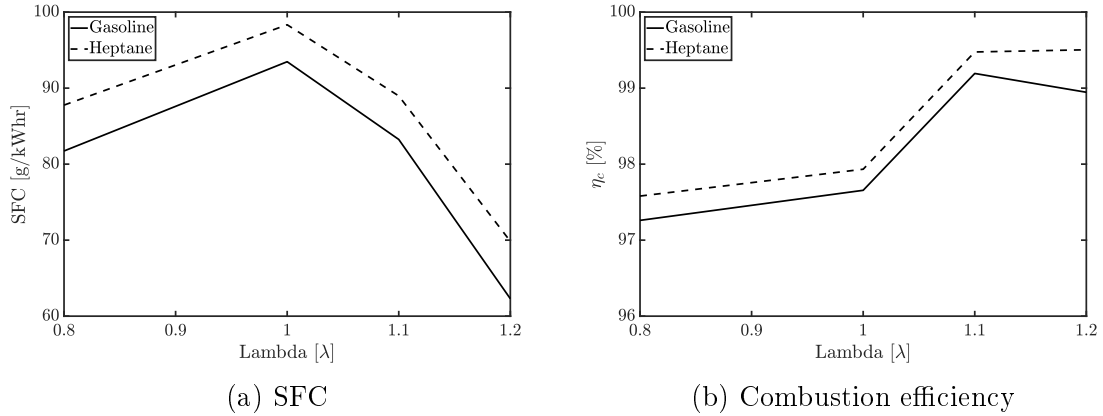 100
90
80
70
60
SFC [g/kWhr]
Gasoline
Heptane
0.8 0.9 1 1.1 1.2
Lambda [λ]
(a) SFC
100
99
98
97
96
η_c [%]
Gasoline
Heptane
0.8 0.9 1 1.1 1.2
Lambda [λ]
(b) Combustion efficiency